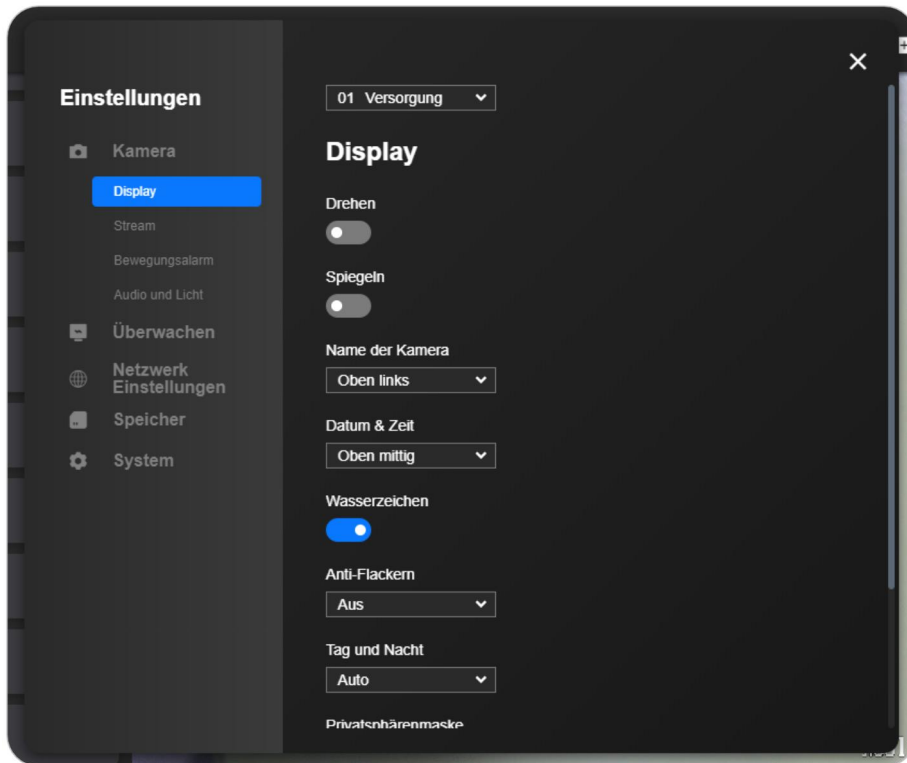 Einstellungen
Kamera
Display
Stream
Bewegungsalarm
Audio und Licht
Überwachen
Netzwerk
Einstellungen
Speicher
System
01 Versorgung
Display
Drehen
Spiegeln
Name der Kamera
Oben links
Datum & Zeit
Oben mittig
Wasserzeichen
Anti-Flackern
Aus
Tag und Nacht
Auto
Privatsphärenmaske